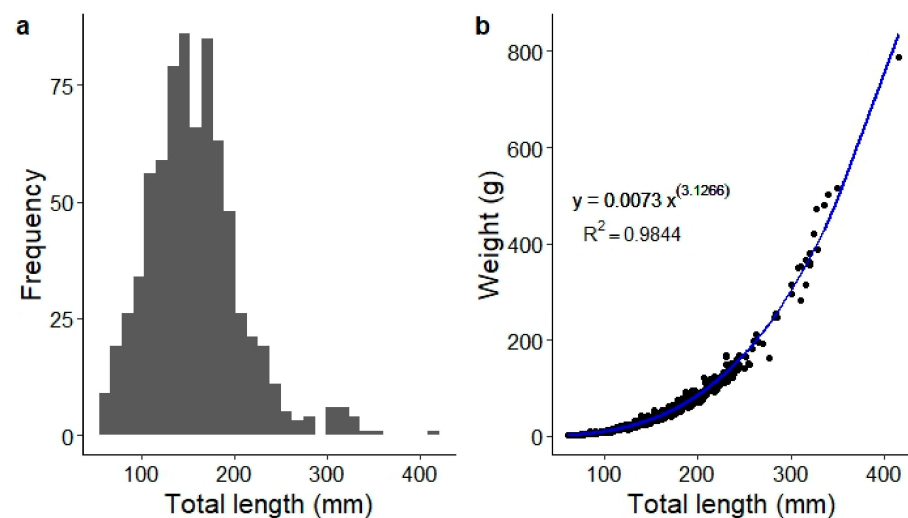 a
Frequency
75
50
25
0
100 200 300 400
Total length (mm)
b
Weight (g)
800
600
400
200
0
y = 0.0073 x^(3.1266)
R² = 0.9844
100 200 300 400
Total length (mm)